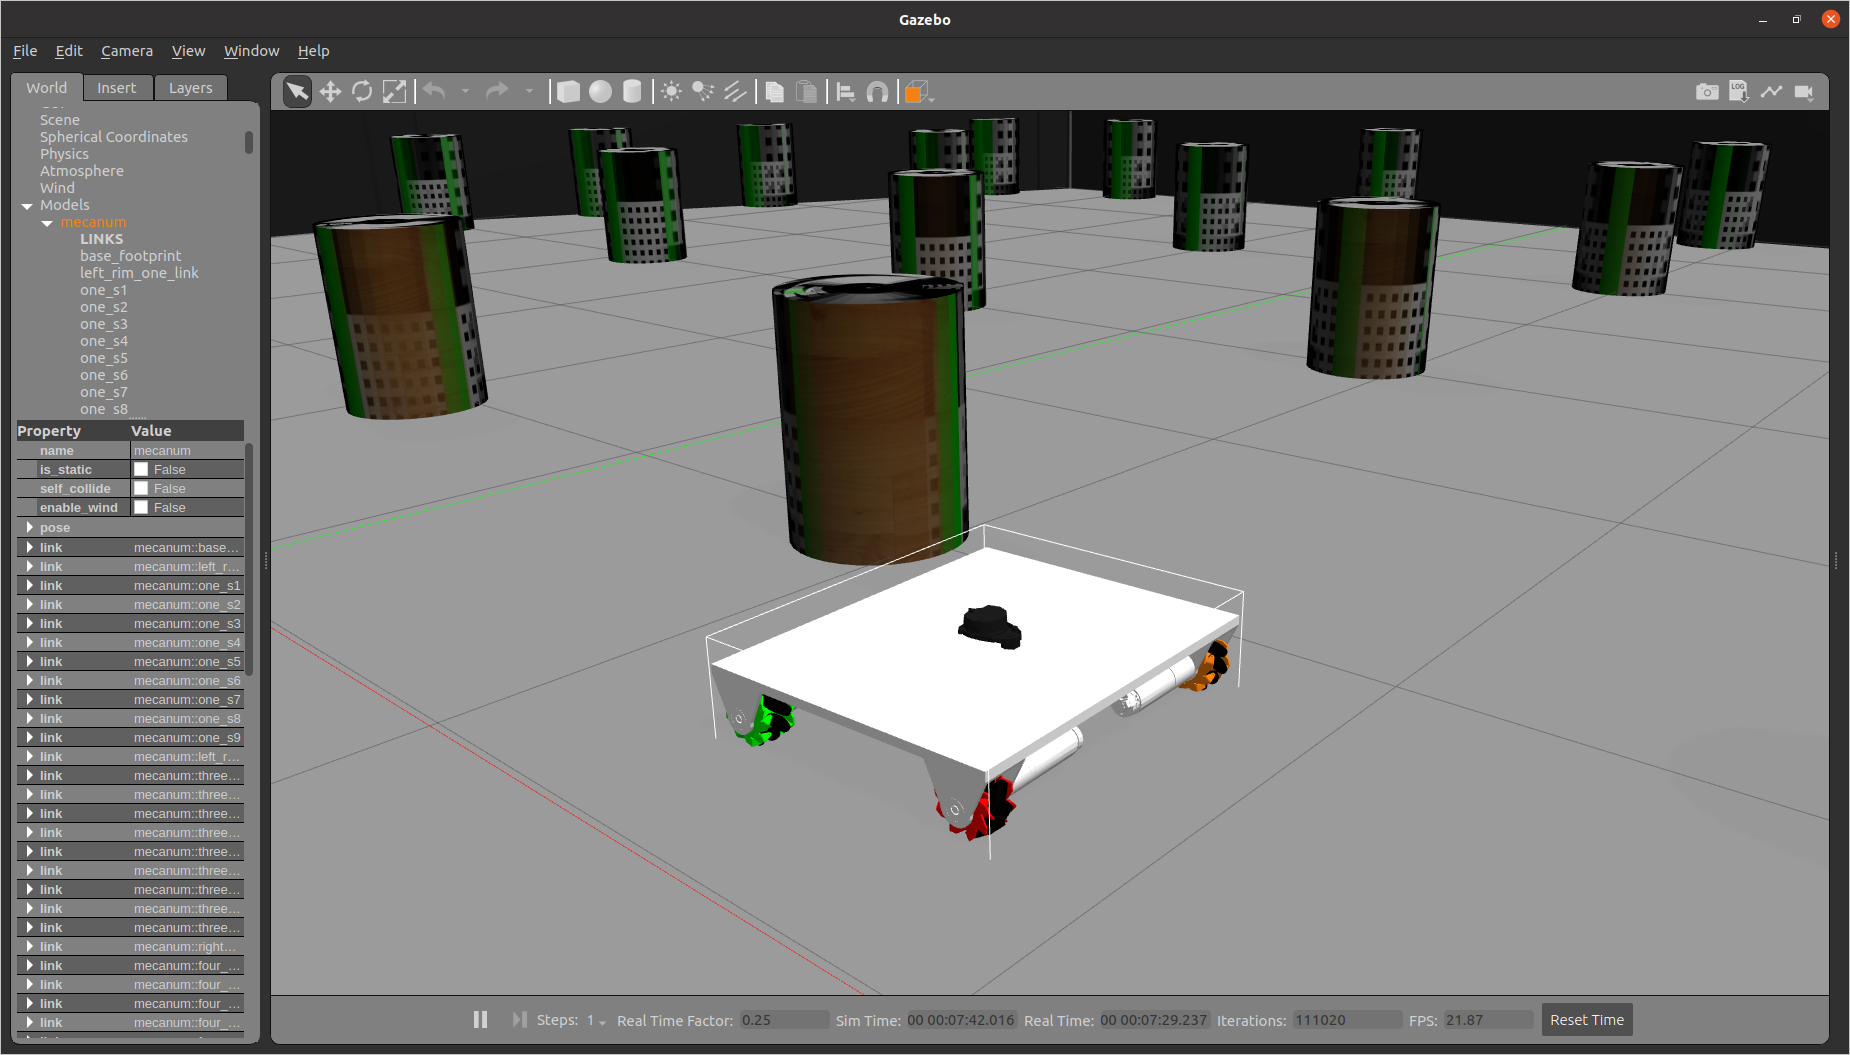 Gazebo
File Edit Camera View Window Help
World Insert Layers
Scene
Spherical Coordinates
Physics
Atmosphere
Wind
Models
mecanum
LINKS
base_footprint
left_rim_one_link
one_s1
one_s2
one_s3
one_s4
one_s5
one_s6
one_s7
one_s8
Property Value
name mecanum
is_static False
self_collide False
enable_wind False
pose
link mecanum::base...
link mecanum::left_r...
link mecanum::one_s1
link mecanum::one_s2
link mecanum::one_s3
link mecanum::one_s4
link mecanum::one_s5
link mecanum::one_s6
link mecanum::one_s7
link mecanum::one_s8
link mecanum::one_s9
link mecanum::left_r...
link mecanum::three...
link mecanum::three...
link mecanum::three...
link mecanum::three...
link mecanum::three...
link mecanum::three...
link mecanum::three...
link mecanum::three...
link mecanum::three...
link mecanum::right...
link mecanum::four_...
link mecanum::four_...
link mecanum::four_...
link mecanum::four_...
LOG
Steps: 1 Real Time Factor: 0.25 Sim Time: 00 00:07:42.016 Real Time: 00 00:07:29.237 Iterations: 111020 FPS: 21.87 Reset Time